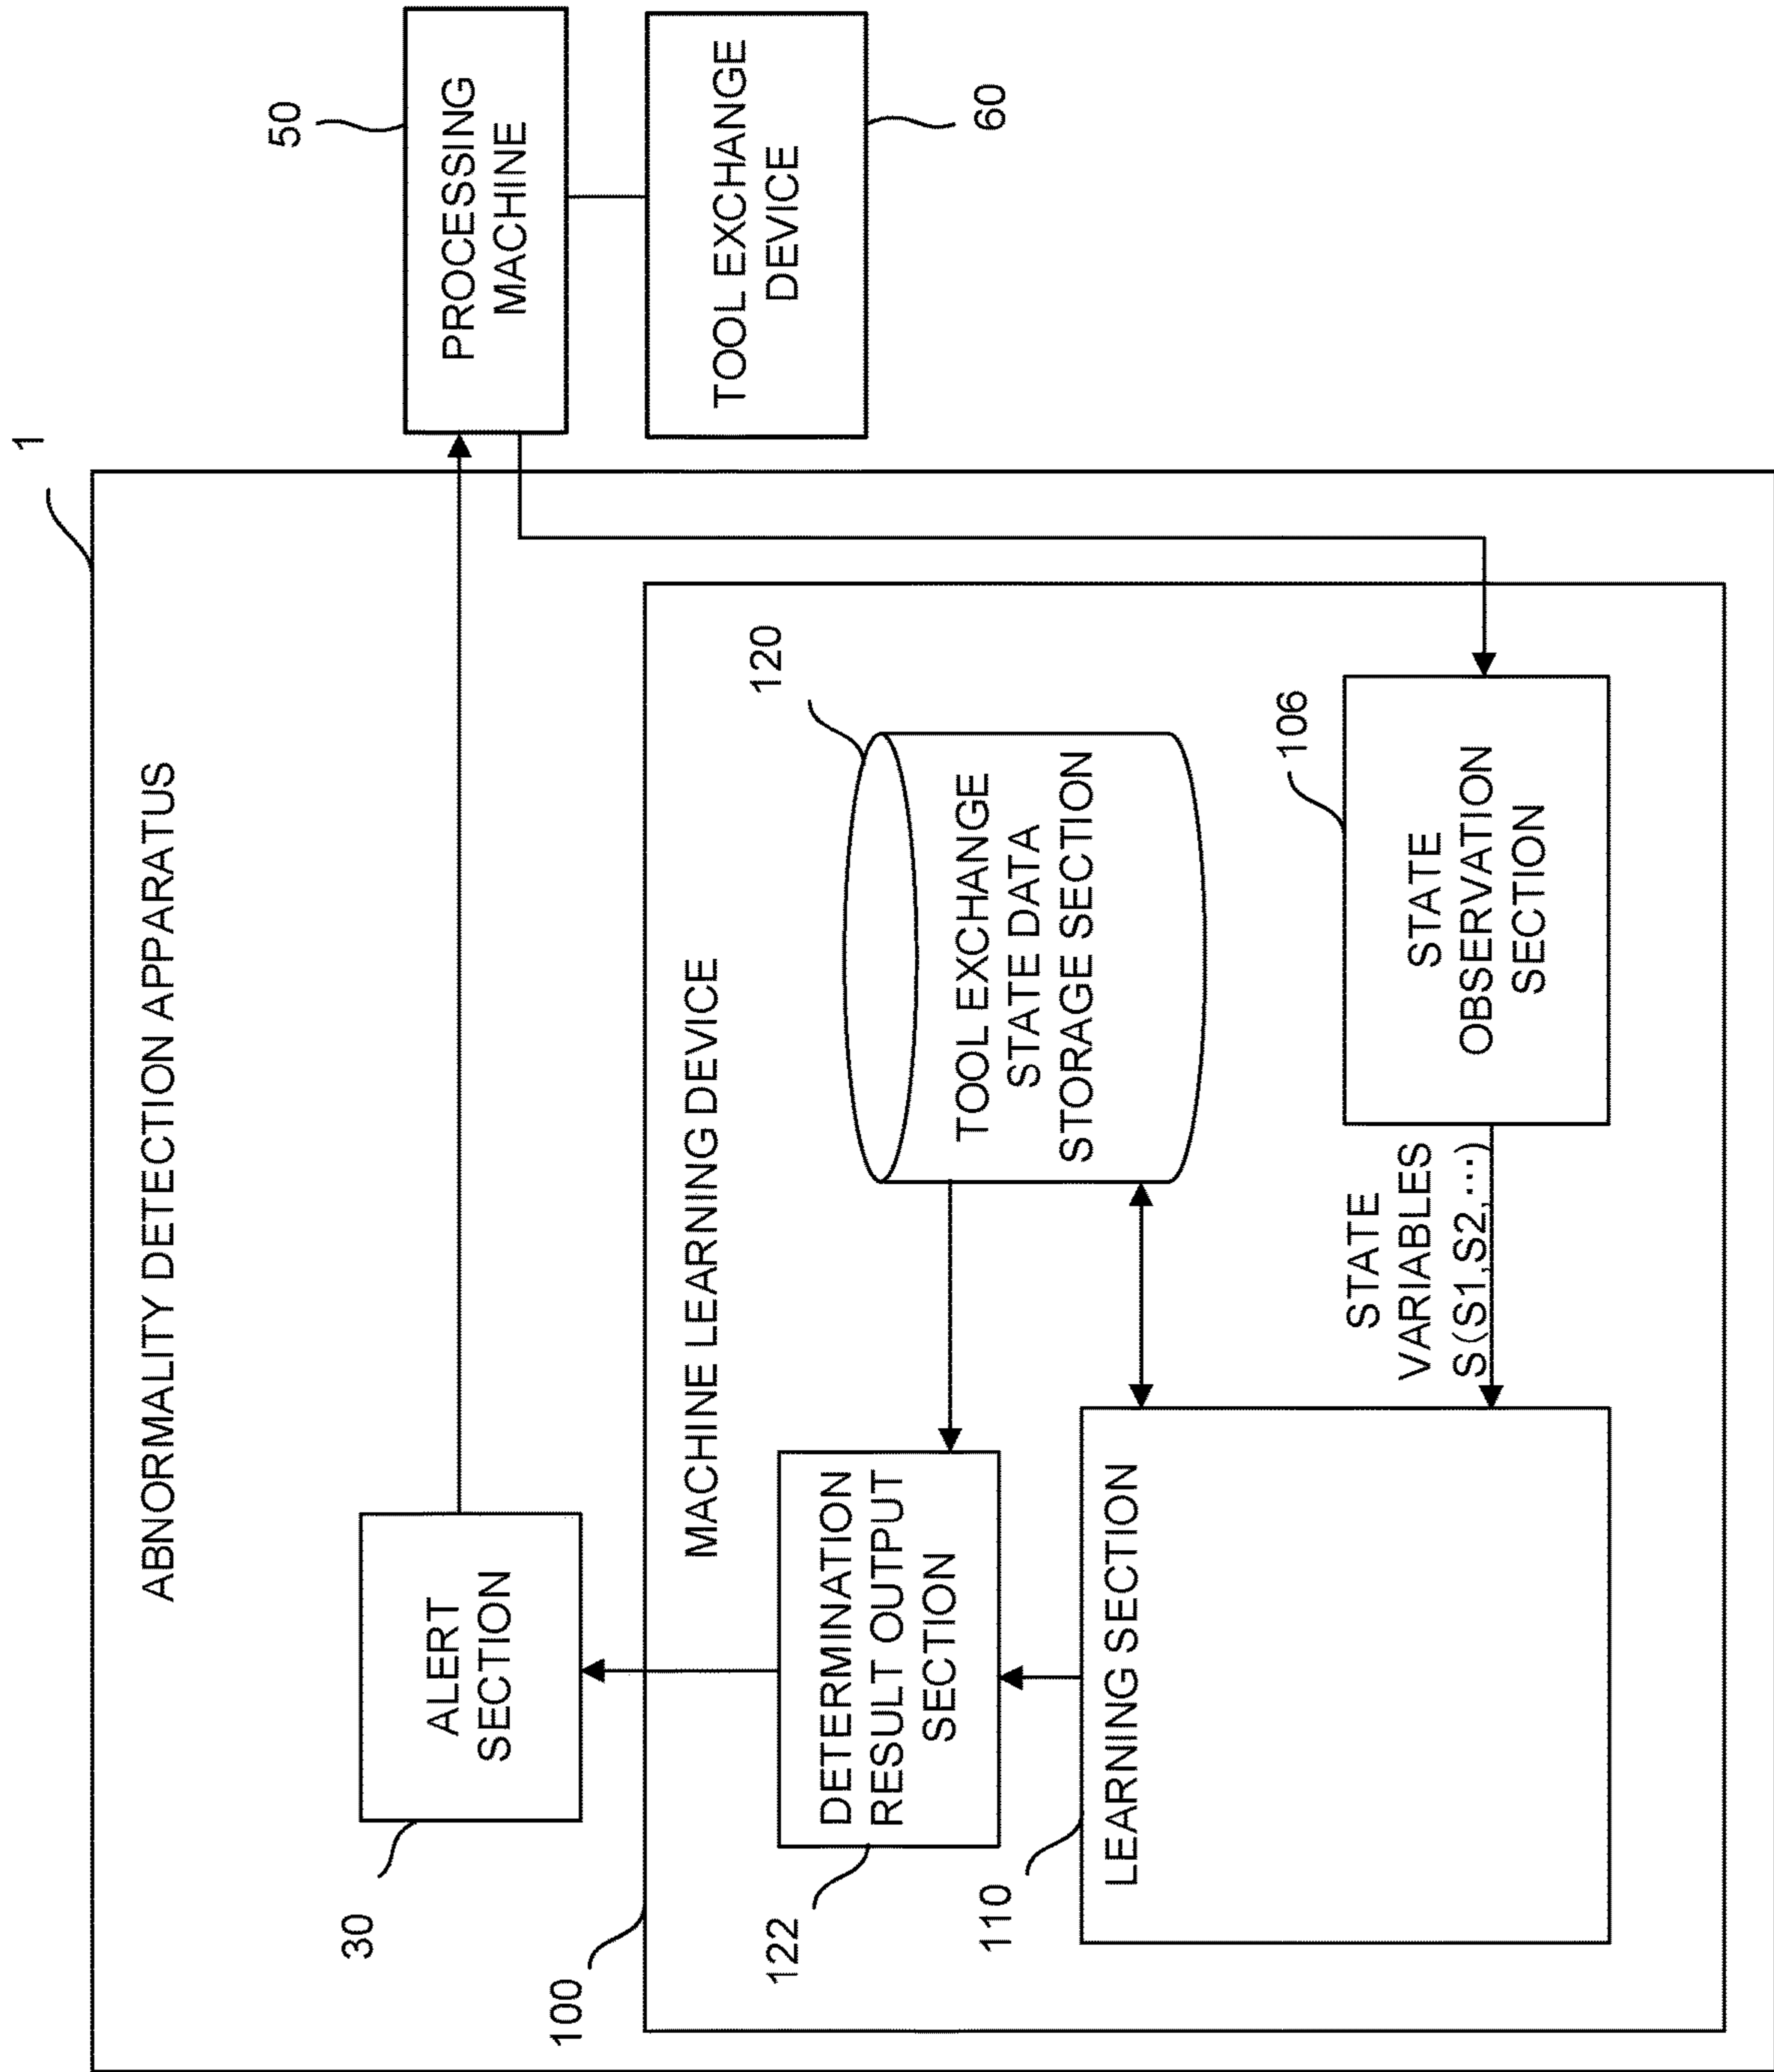 1
ABNORMALITY DETECTION APPARATUS
30
ALERT
SECTION
50
PROCESSING
MACHINE
TOOL EXCHANGE
DEVICE
60
100
MACHINE LEARNING DEVICE
122
DETERMINATION
RESULT OUTPUT
SECTION
120
TOOL EXCHANGE
STATE DATA
STORAGE SECTION
110
LEARNING SECTION
STATE
VARIABLES
S(S1,S2,⋯)
106
STATE
OBSERVATION
SECTION